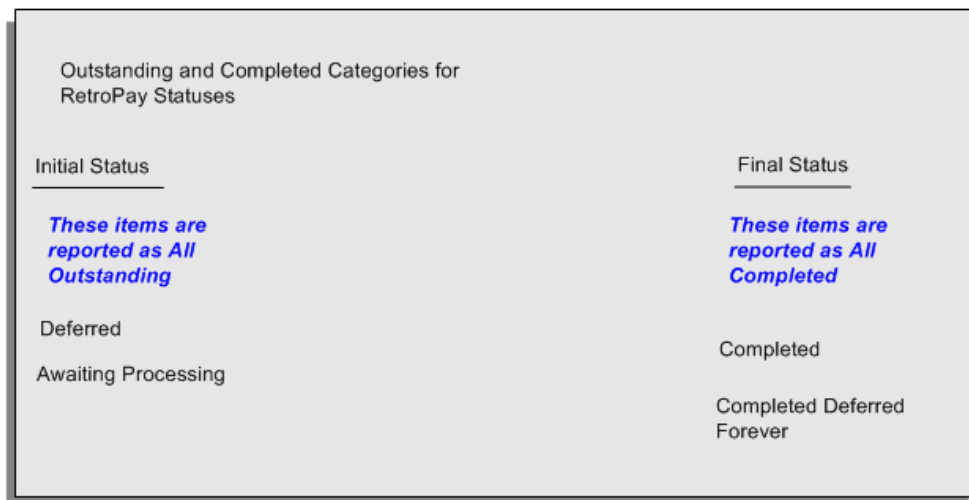 Outstanding and Completed Categories for
RetroPay Statuses
Initial Status
These items are
reported as All
Outstanding
Deferred
Awaiting Processing
Final Status
These items are
reported as All
Completed
Completed
Completed Deferred
Forever